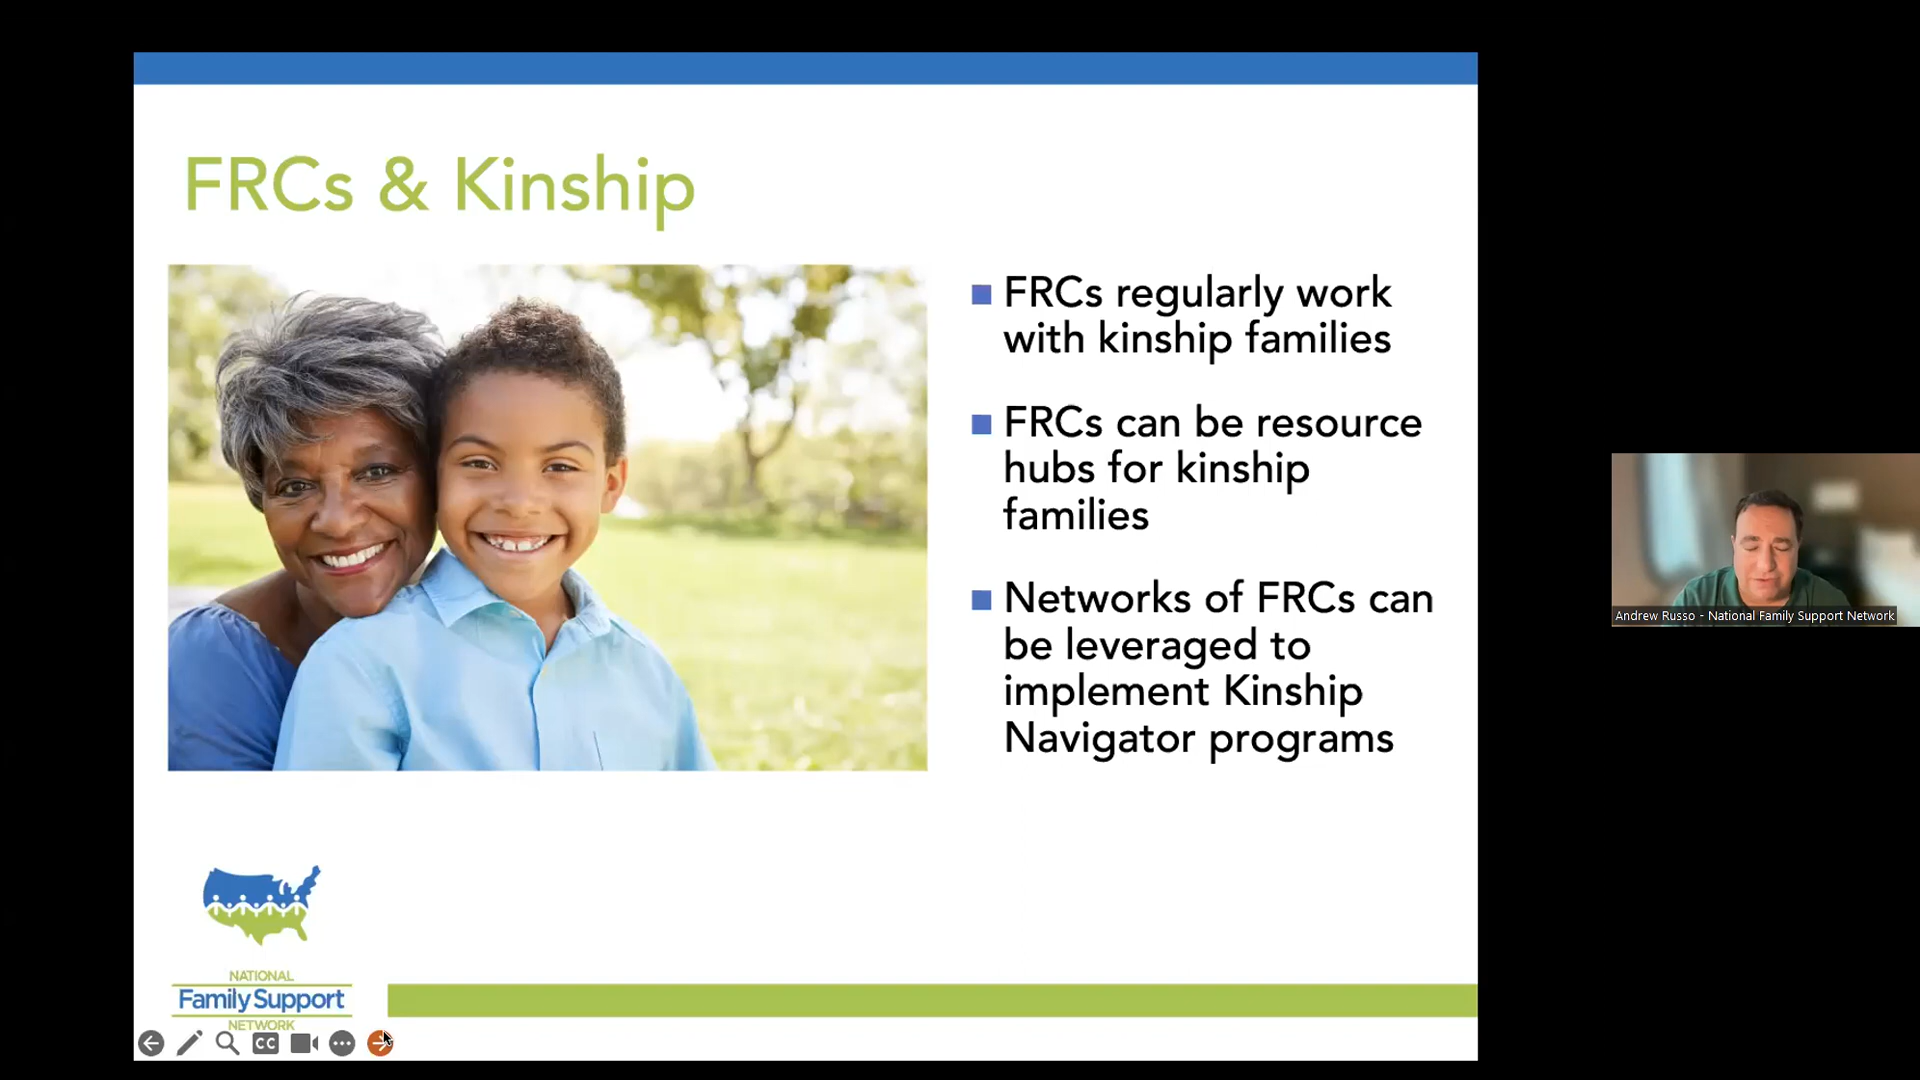 FRCs & Kinship
FRCs regularly work
with kinship families
FRCs can be resource
hubs for kinship
families
Networks of FRCs can
be leveraged to
implement Kinship
Navigator programs
Andrew Russo - National Family Support Network
NATIONAL
Family Support
NETWORK
CC